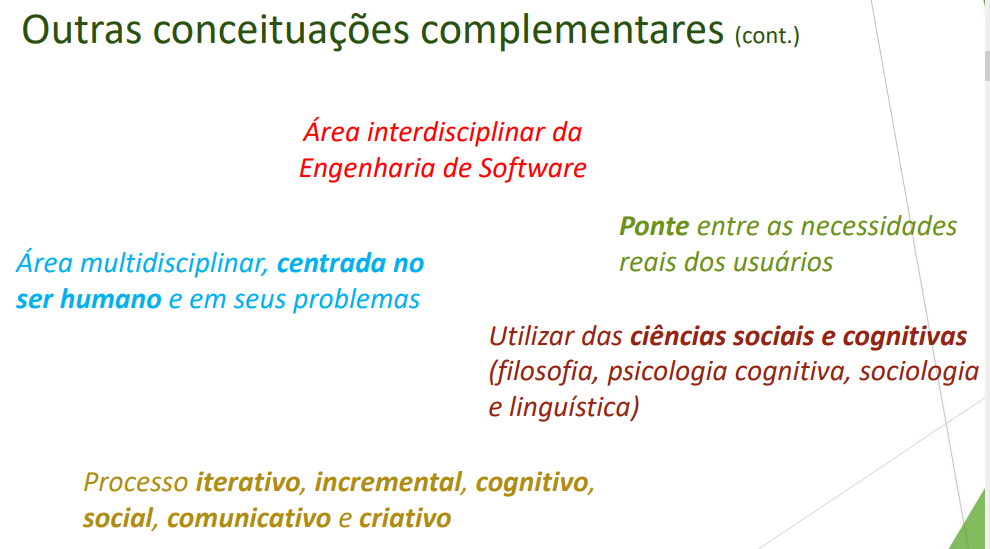 Outras conceituações complementares (cont.)
Área interdisciplinar da
Engenharia de Software
Ponte entre as necessidades
reais dos usuários
Área multidisciplinar, centrada no
ser humano e em seus problemas
Utilizar das ciências sociais e cognitivas
(filosofia, psicologia cognitiva, sociologia
e linguística)
Processo iterativo, incremental, cognitivo,
social, comunicativo e criativo